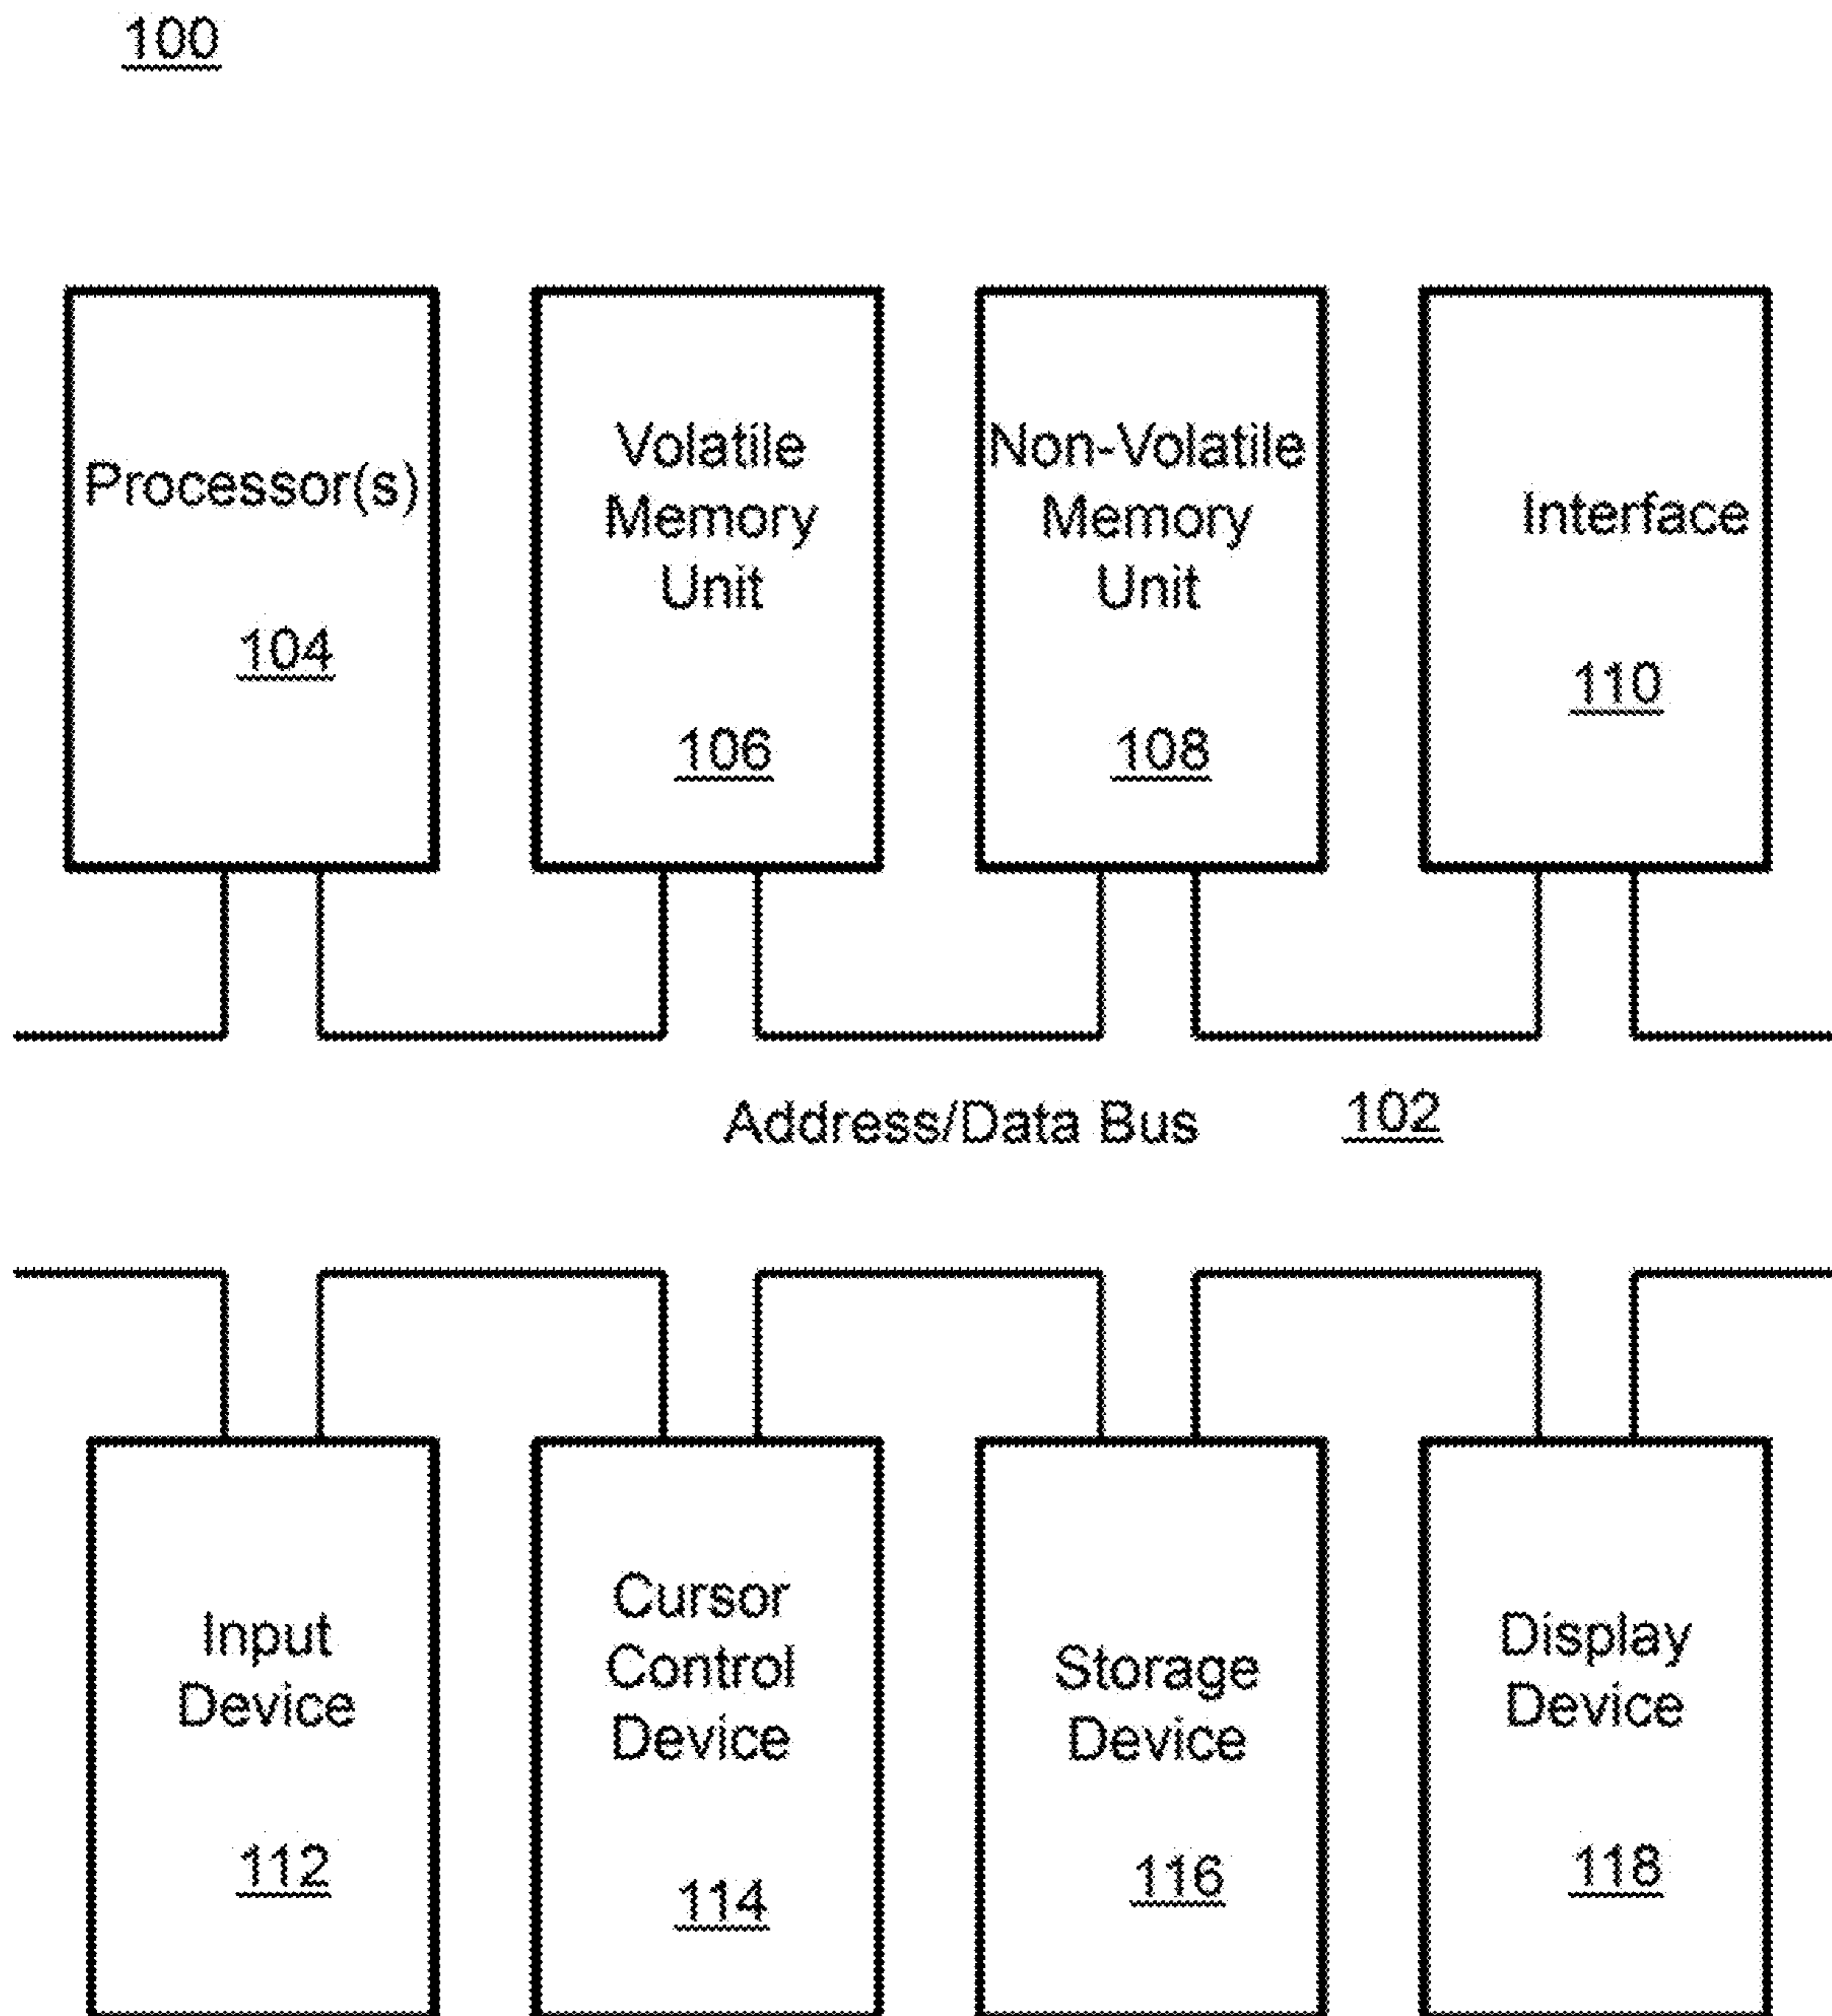 100
Processor(s)
104
Volatile
Memory
Unit
106
Non-Volatile
Memory
Unit
108
Interface
110
Address/Data Bus 102
Input
Device
112
Cursor
Control
Device
114
Storage
Device
116
Display
Device
118